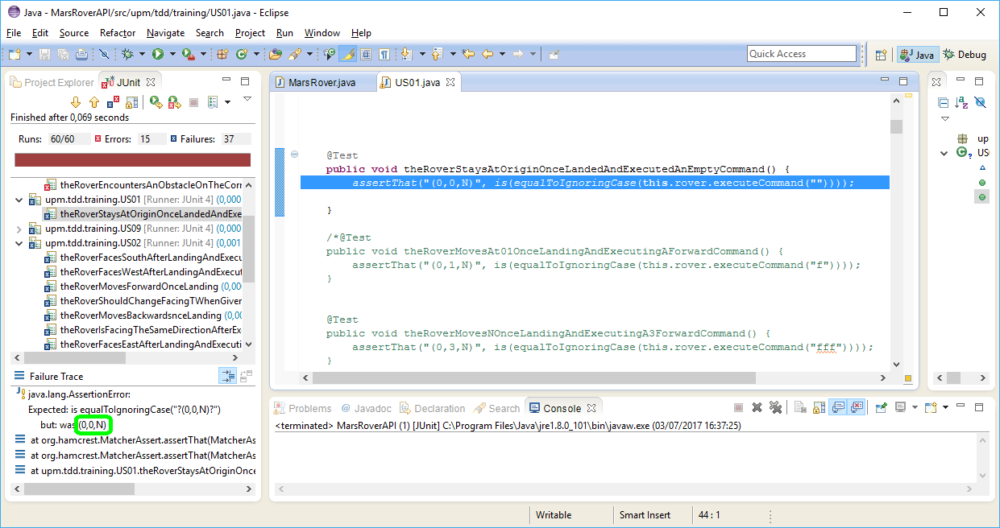 Java - MarsRoverAPI/src/upm/tdd/training/US01.java - Eclipse
File Edit Source Refactor Navigate Search Project Run Window Help
Quick Access Java Debug
Project Explorer JUnit
Finished after 0,069 seconds
Runs: 60/60 Errors: 15 Failures: 37
theRoverEncountersAnObstacleOnTheCorr
upm.tdd.training.US01 [Runner: JUnit 4] (0,000
theRoverStaysAtOriginOnceLandedAndExe
upm.tdd.training.US09 [Runner: JUnit 4] (0,000
upm.tdd.training.US02 [Runner: JUnit 4] (0,001
theRoverFacesSouthAfterLandingAndExecu
theRoverFacesWestAfterLandingAndExecut
theRoverMovesForwardOnceLanding (0,00
theRoverShouldChangeFacingTWhenGiver
theRoverMovesBackwardsnceLanding (0,00
theRoverIsFacingTheSameDirectionAfterEx
theRoverFacesEastAfterLandingAndExecuti
Failure Trace
java.lang.AssertionError:
Expected: is equalToIgnoringCase("?(0,0,N)?")
but: was (0,0,N)
at org.hamcrest.MatcherAssert.assertThat(MatcherAs
at org.hamcrest.MatcherAssert.assertThat(MatcherAs
at upm.tdd.training.US01.theRoverStaysAtOriginOnce
MarsRover.java US01.java
@Test
public void theRoverStaysAtOriginOnceLandedAndExecutedAnEmptyCommand() {
assertThat("(0,0,N)", is(equalToIgnoringCase(this.rover.executeCommand(""))));
}
/*@Test
public void theRoverMovesAt01OnceLandingAndExecutingAForwardCommand() {
assertThat("(0,1,N)", is(equalToIgnoringCase(this.rover.executeCommand("f"))));
}
@Test
public void theRoverMovesNOnceLandingAndExecutingA3ForwardCommand() {
assertThat("(0,3,N)", is(equalToIgnoringCase(this.rover.executeCommand("fff"))));
}
up
US
Problems @ Javadoc Declaration Search Console
<terminated> MarsRoverAPI (1) [JUnit] C:\Program Files\Java\jre1.8.0_101\bin\javaw.exe (03/07/2017 16:37:25)
Writable Smart Insert 44 : 1